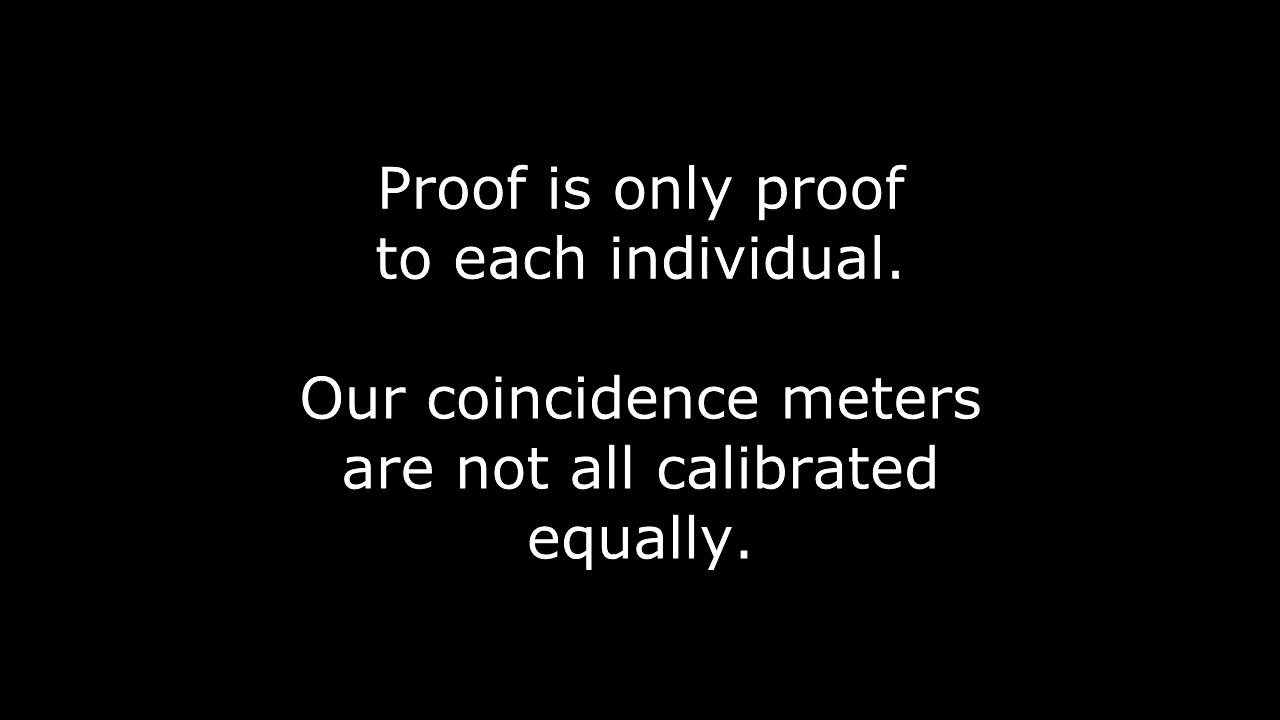 Proof is only proof
to each individual.
Our coincidence meters
are not all calibrated
equally.